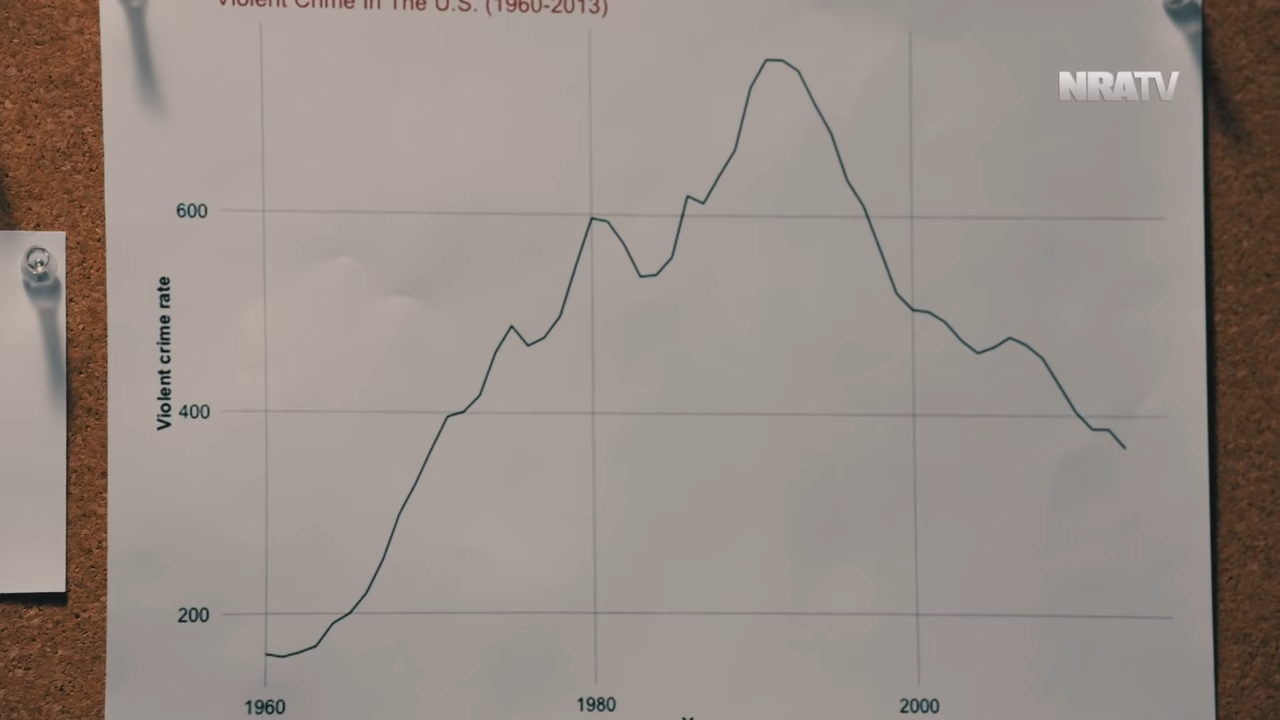 Violent Crime In The U.S. (1960-2013)
NRATV
600
Violent crime rate
400
200
1960
1980
2000